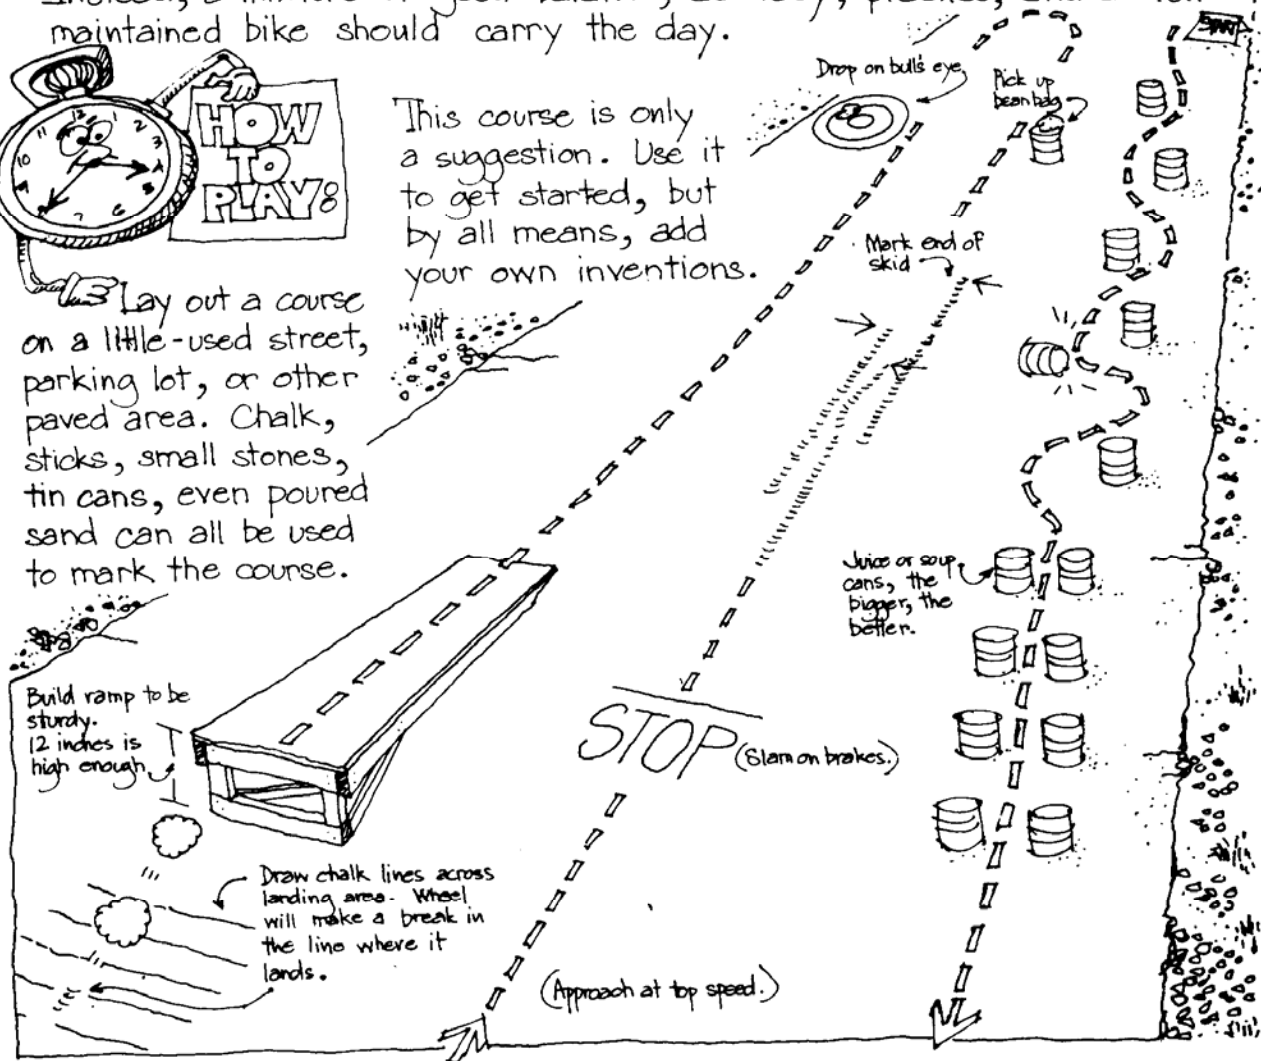 maintained bike should carry the day.
HOW
TO
PLAY:
This course is only
a suggestion. Use it
to get started, but
by all means, add
your own inventions.
Lay out a course
on a little-used street,
parking lot, or other
paved area. Chalk,
sticks, small stones,
tin cans, even poured
sand can all be used
to mark the course.
START
Drop on bull's eye
Pick up
bean bag
Mark end of
skid
Juice or soup
cans, the
bigger, the
better.
Build ramp to be
sturdy.
12 inches is
high enough
STOP (Slam on brakes.)
Draw chalk lines across
landing area. Wheel
will make a break in
the line where it
lands.
(Approach at top speed.)